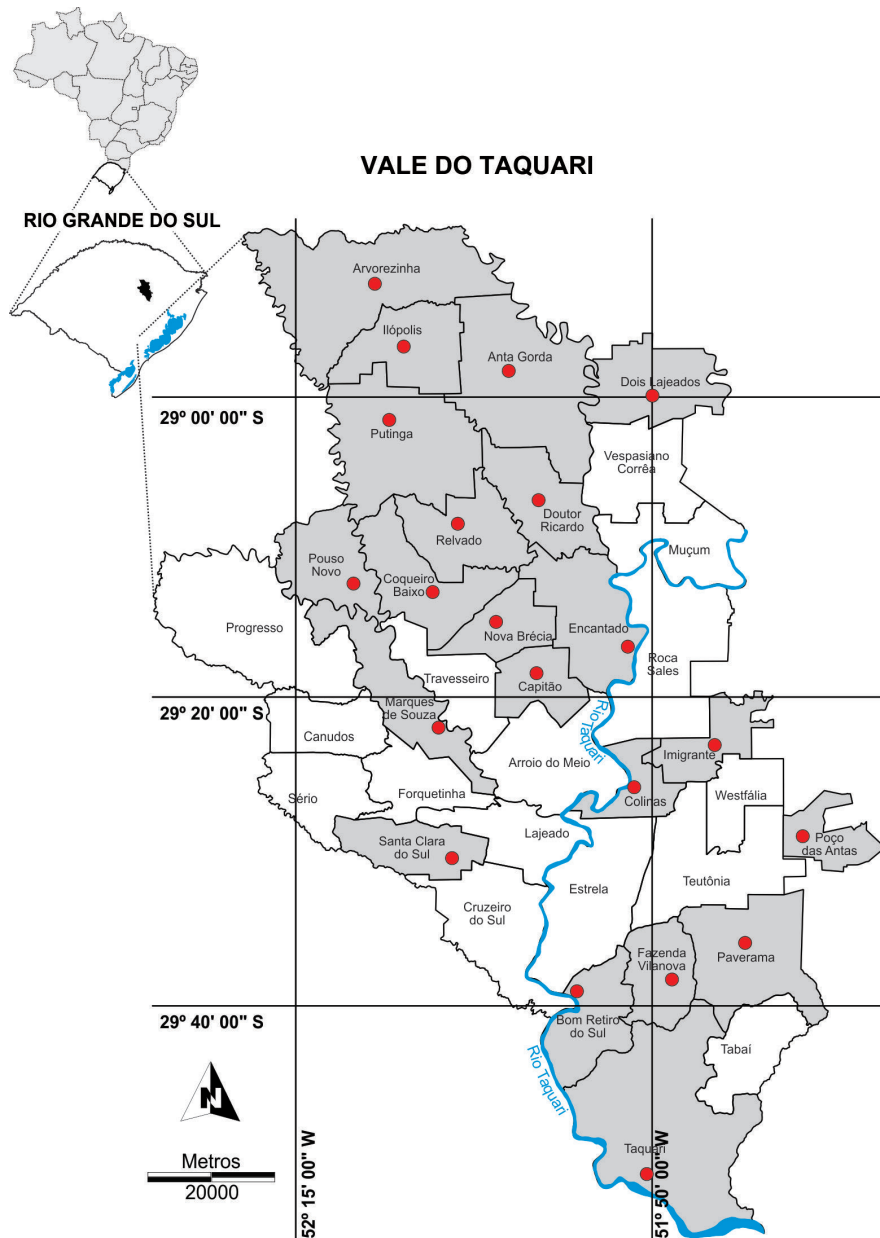 VALE DO TAQUARI
RIO GRANDE DO SUL
Arvorezinha
Ilópolis
Anta Gorda
Dois Lajeados
29º 00' 00" S
Putinga
Vespasiano
Corrêa
Doutor
Ricardo
Relvado
Muçum
Pouso
Novo
Coqueiro
Baixo
Progresso
Nova Brécia
Encantado
Roca
Sales
Travesseiro
Capitão
29º 20' 00" S
Marques
de Souza
Rio Taquari
Canudos
Arroio do Meio
Imigrante
Sério
Forquetinha
Colinas
Westfália
Santa Clara
do Sul
Lajeado
Poço
das Antas
Estrela
Teutônia
Cruzeiro
do Sul
Fazenda
Vilanova
Paverama
29º 40' 00" S
Bom Retiro
do Sul
Tabaí
Rio Taquari
N
Taquari
Metros
20000
52º 15' 00" W
51º 50' 00" W